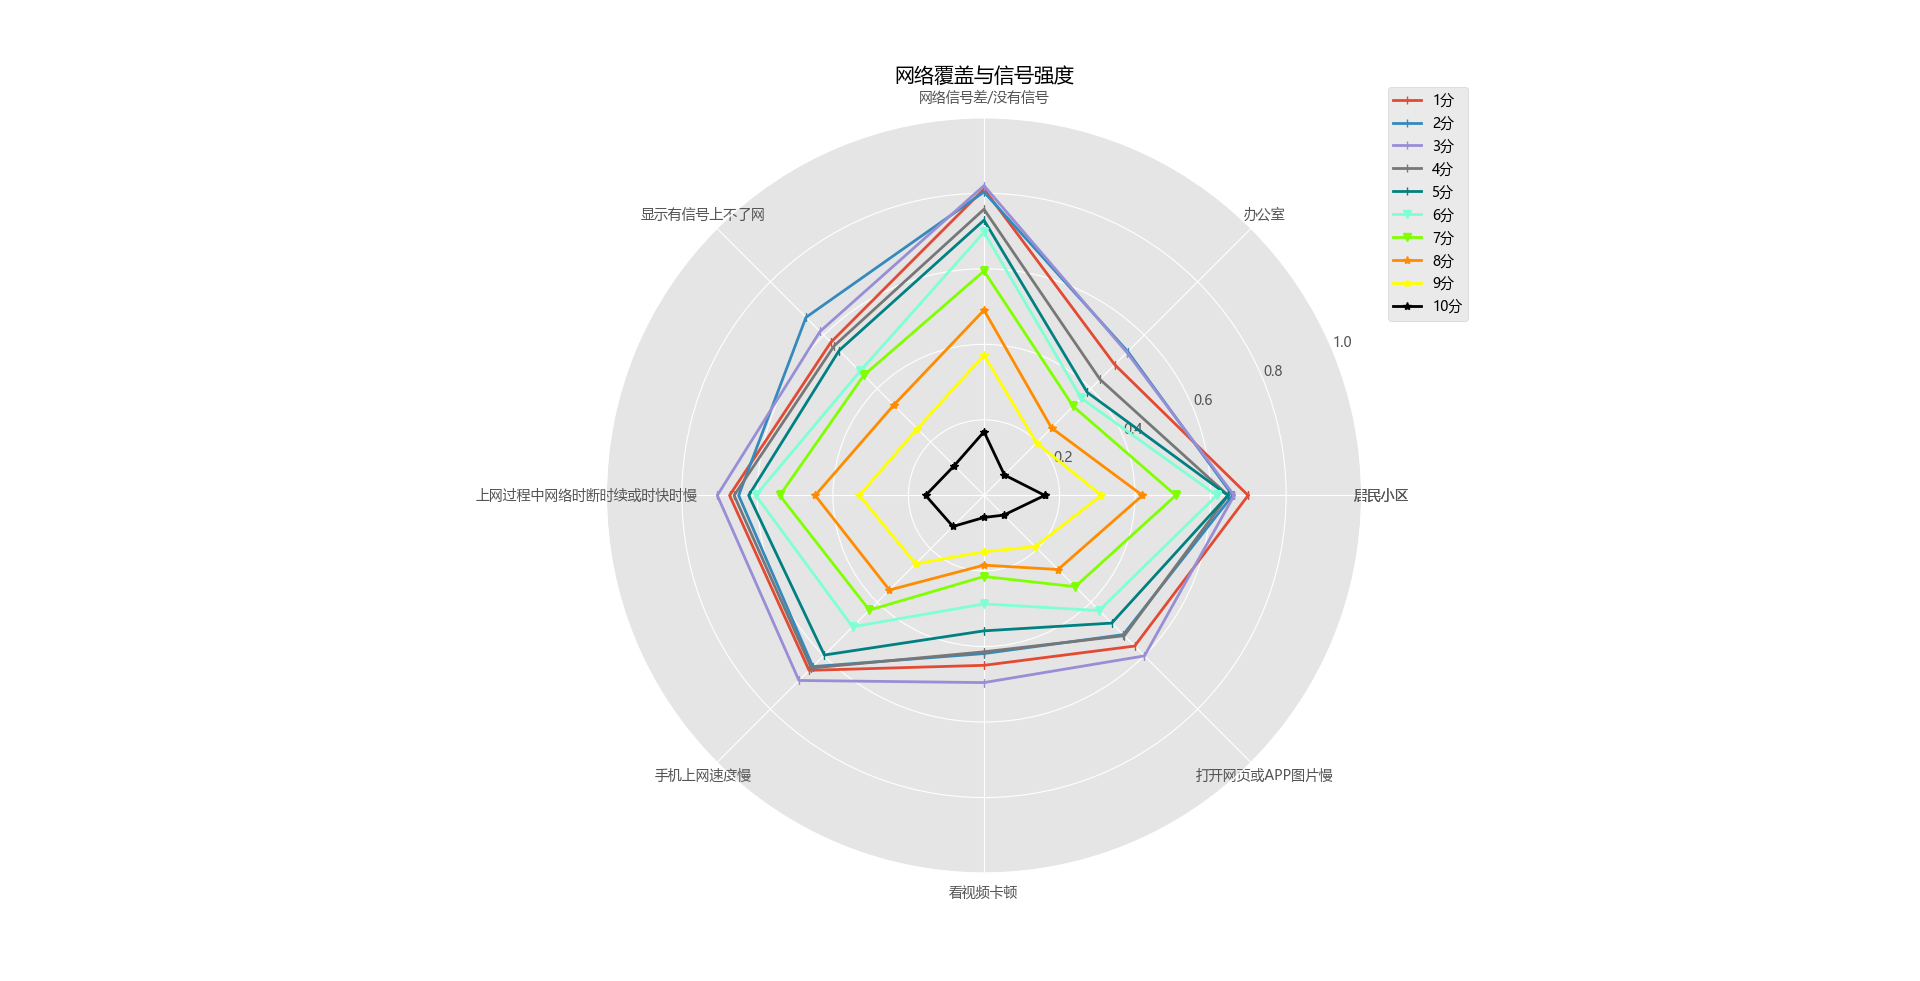 网络覆盖与信号强度
网络信号差/没有信号
1分
2分
3分
4分
5分
6分
7分
8分
9分
10分
显示有信号上不了网
办公室
1.0
0.8
0.6
0.4
0.2
上网过程中网络时断时续或时快时慢
居民小区
手机上网速度慢
打开网页或APP图片慢
看视频卡顿